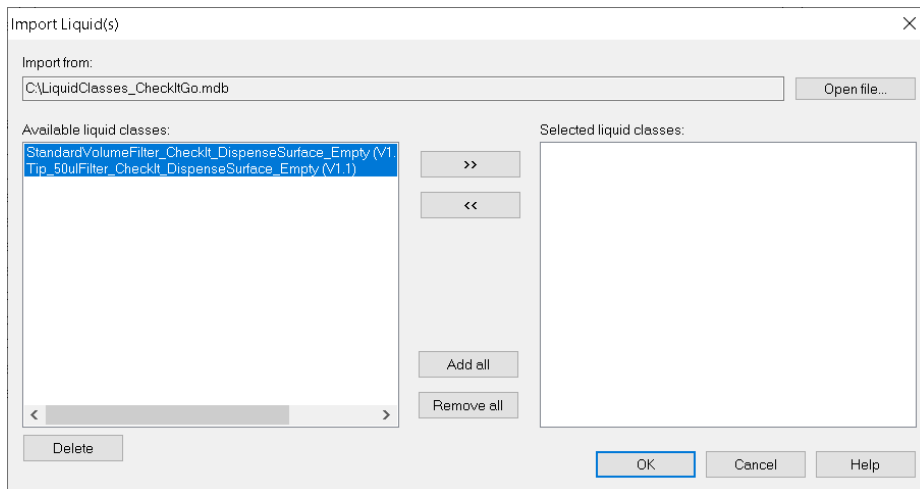 Import Liquid(s)
Import from:
C:\LiquidClasses_CheckItGo.mdb
Open file...
Available liquid classes:
Selected liquid classes:
StandardVolumeFilter_CheckIt_DispenseSurface_Empty (V1.
Tip_50ulFilter_CheckIt_DispenseSurface_Empty (V1.1)
>>
<<
Add all
Remove all
Delete
OK
Cancel
Help